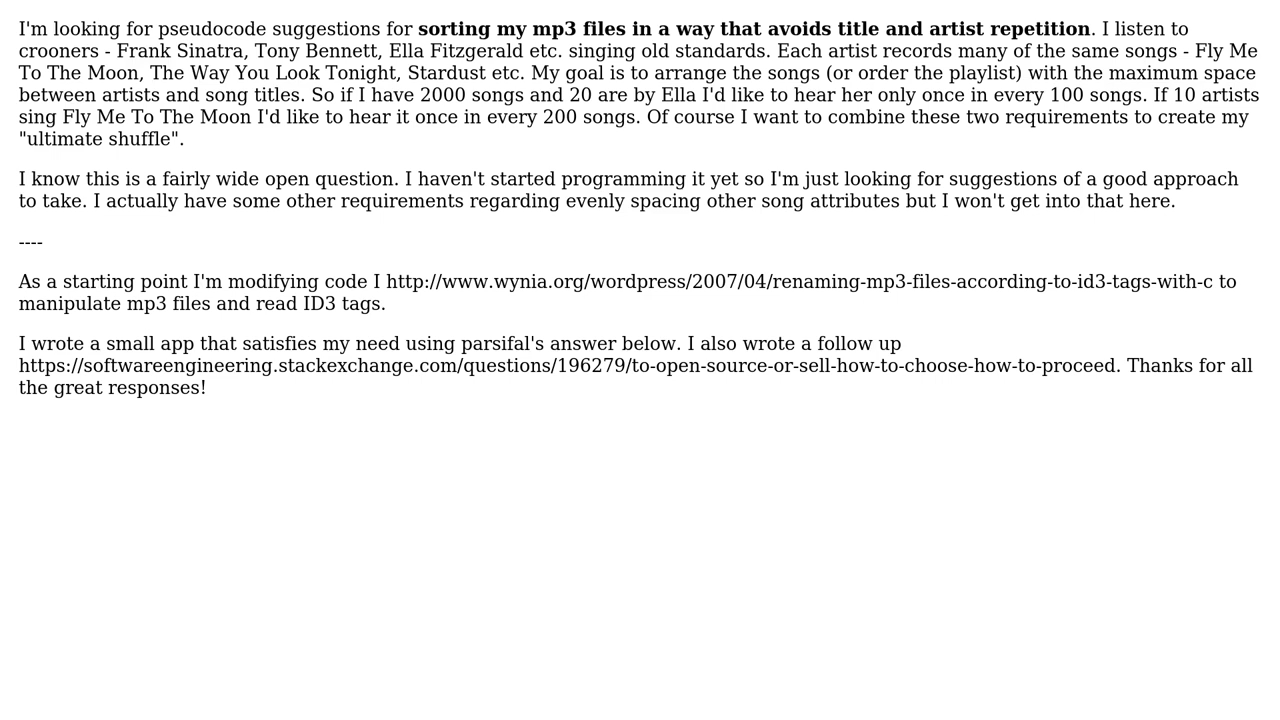 I'm looking for pseudocode suggestions for sorting my mp3 files in a way that avoids title and artist repetition. I listen to
crooners - Frank Sinatra, Tony Bennett, Ella Fitzgerald etc. singing old standards. Each artist records many of the same songs - Fly Me
To The Moon, The Way You Look Tonight, Stardust etc. My goal is to arrange the songs (or order the playlist) with the maximum space
between artists and song titles. So if I have 2000 songs and 20 are by Ella I'd like to hear her only once in every 100 songs. If 10 artists
sing Fly Me To The Moon I'd like to hear it once in every 200 songs. Of course I want to combine these two requirements to create my
"ultimate shuffle".
I know this is a fairly wide open question. I haven't started programming it yet so I'm just looking for suggestions of a good approach
to take. I actually have some other requirements regarding evenly spacing other song attributes but I won't get into that here.
----
As a starting point I'm modifying code I http://www.wynia.org/wordpress/2007/04/renaming-mp3-files-according-to-id3-tags-with-c to
manipulate mp3 files and read ID3 tags.
I wrote a small app that satisfies my need using parsifal's answer below. I also wrote a follow up
https://softwareengineering.stackexchange.com/questions/196279/to-open-source-or-sell-how-to-choose-how-to-proceed. Thanks for all
the great responses!